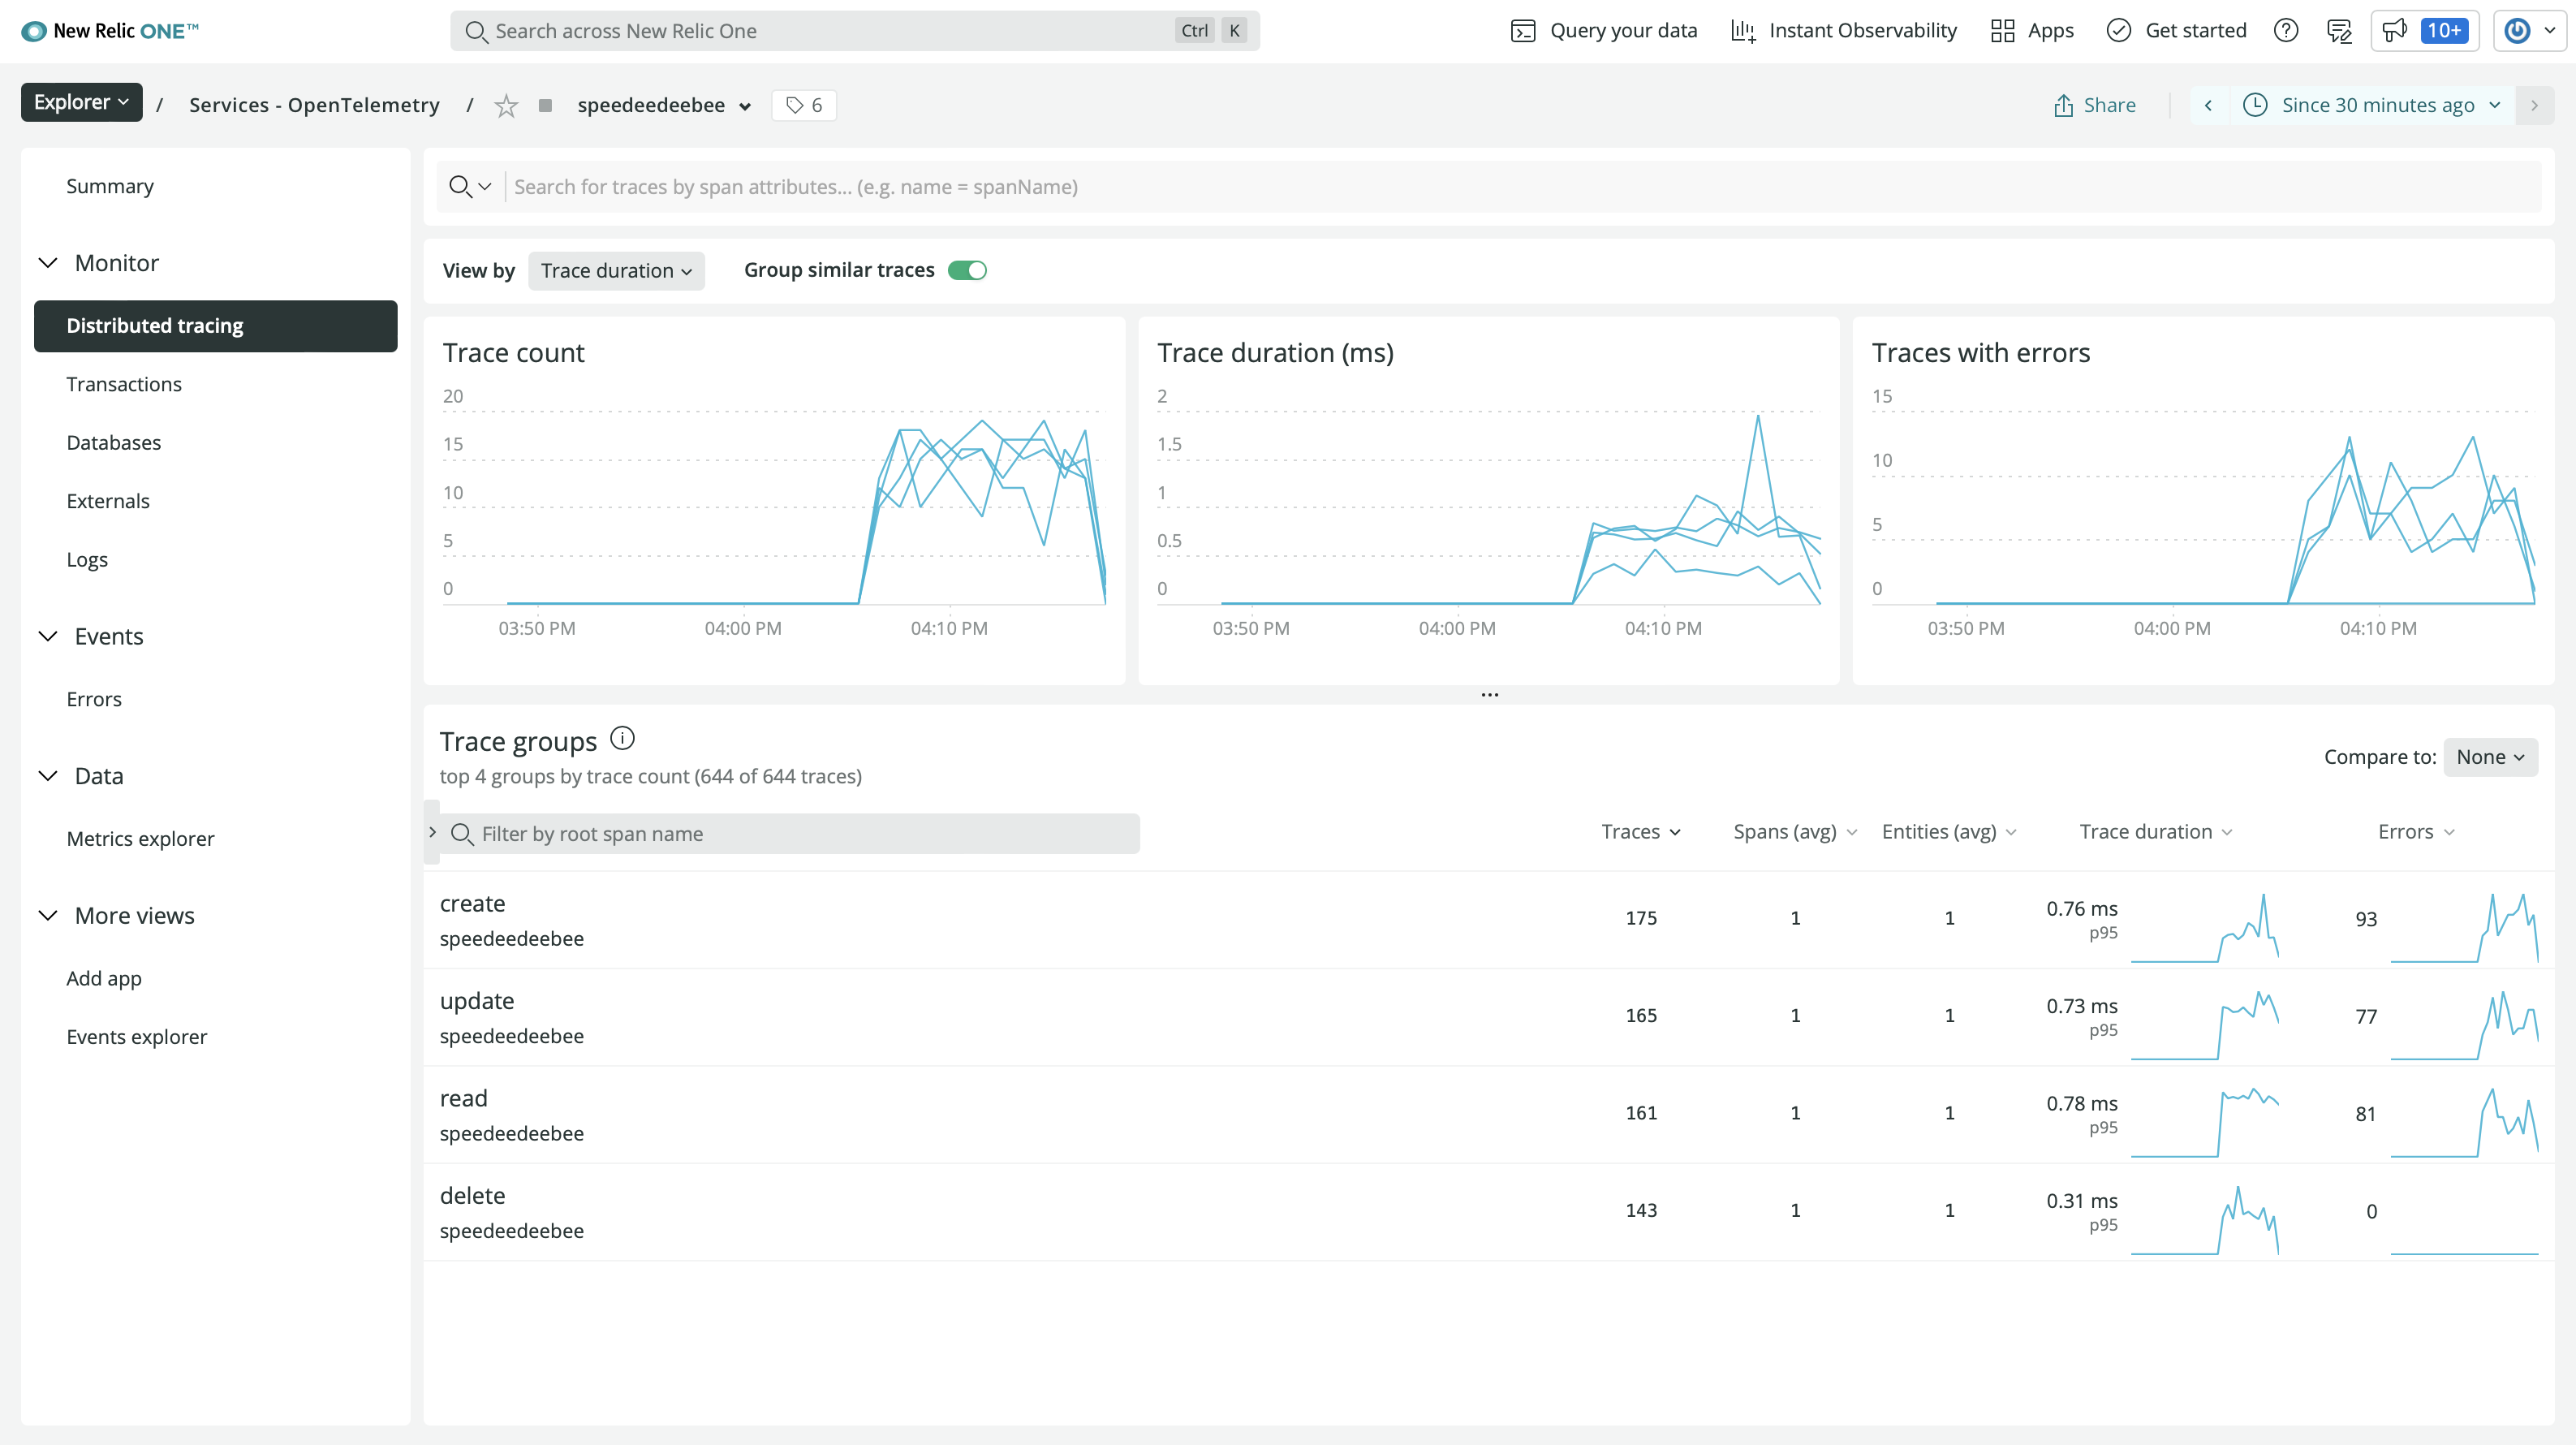 New Relic ONE™
Search across New Relic One Ctrl K
Query your data
Instant Observability
Apps
Get started
10+
Explorer / Services - OpenTelemetry / speedeedeebee 6
Share
Since 30 minutes ago
Summary
Monitor
Distributed tracing
Transactions
Databases
Externals
Logs
Events
Errors
Data
Metrics explorer
More views
Add app
Events explorer
Search for traces by span attributes... (e.g. name = spanName)
View by Trace duration Group similar traces
Trace count
20
15
10
5
0
03:50 PM 04:00 PM 04:10 PM
Trace duration (ms)
2
1.5
1
0.5
0
03:50 PM 04:00 PM 04:10 PM
Traces with errors
15
10
5
0
03:50 PM 04:00 PM 04:10 PM
...
Trace groups
top 4 groups by trace count (644 of 644 traces)
Compare to: None
Filter by root span name
Traces Spans (avg) Entities (avg) Trace duration Errors
create
speedeedeebee
175 1 1 0.76 ms 93
p95
update
speedeedeebee
165 1 1 0.73 ms 77
p95
read
speedeedeebee
161 1 1 0.78 ms 81
p95
delete
speedeedeebee
143 1 1 0.31 ms 0
p95